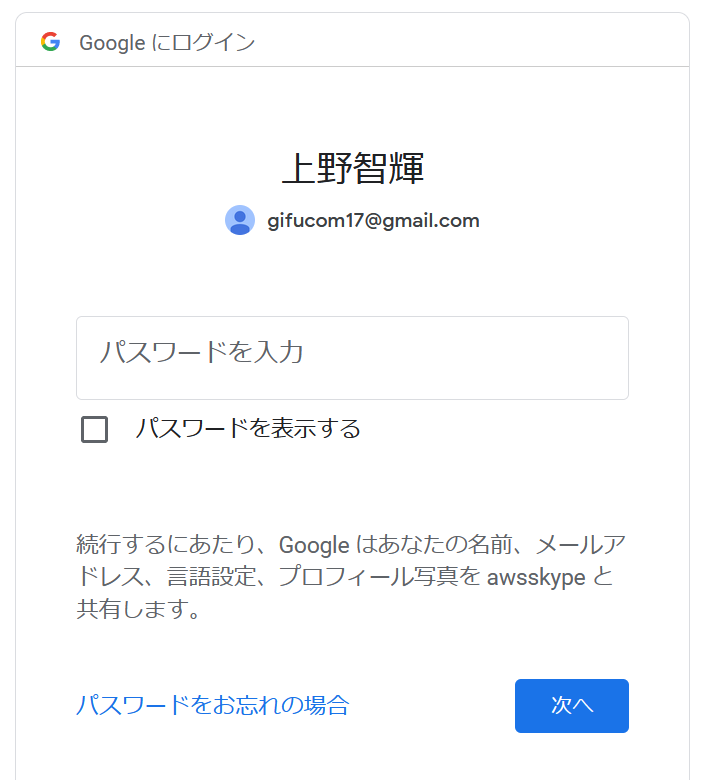 Google にログイン
上野智輝
gifucom17@gmail.com
パスワードを入力
パスワードを表示する
続行するにあたり、Google はあなたの名前、メールア
ドレス、言語設定、プロフィール写真を awsskype と
共有します。
パスワードをお忘れの場合
次へ